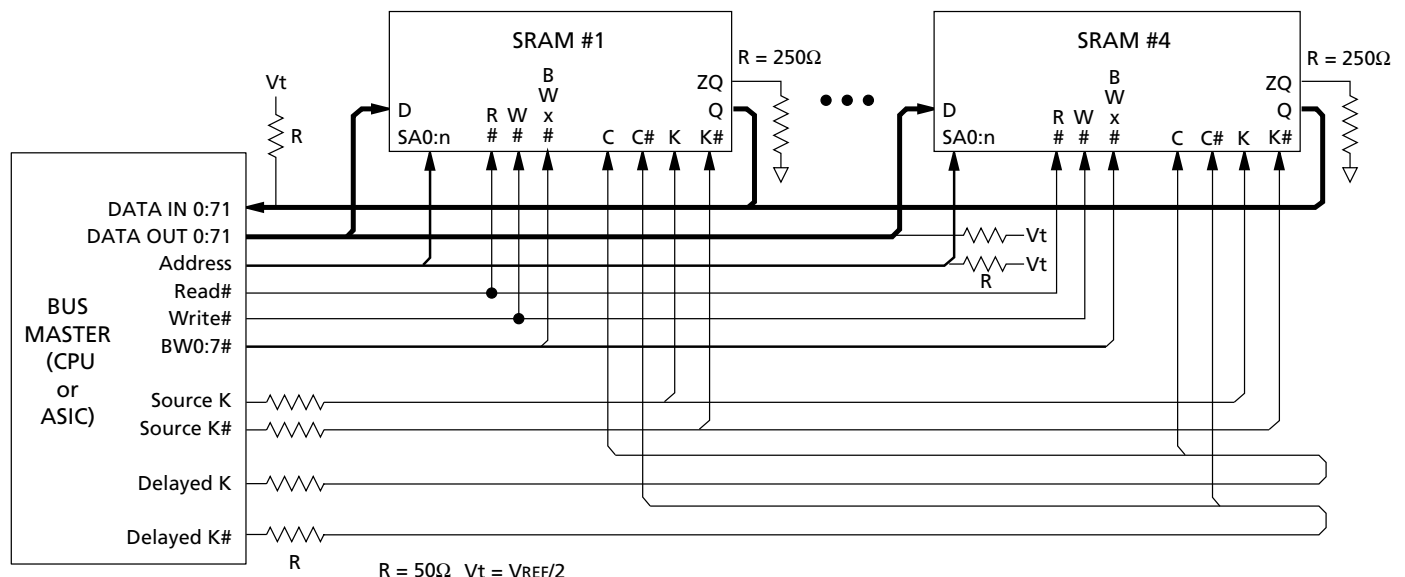 SRAM #1
SRAM #4
R = 250Ω
R = 250Ω
Vt
R
D
SA0:n
R
#
W
#
B
W
x
#
C
C#
K
K#
ZQ
Q
D
SA0:n
R
#
W
#
B
W
x
#
C
C#
K
K#
ZQ
Q
BUS
MASTER
(CPU
or
ASIC)
DATA IN 0:71
DATA OUT 0:71
Address
Read#
Write#
BW0:7#
Source K
Source K#
Delayed K
Delayed K#
Vt
Vt
R
R
R = 50Ω Vt = VREF/2